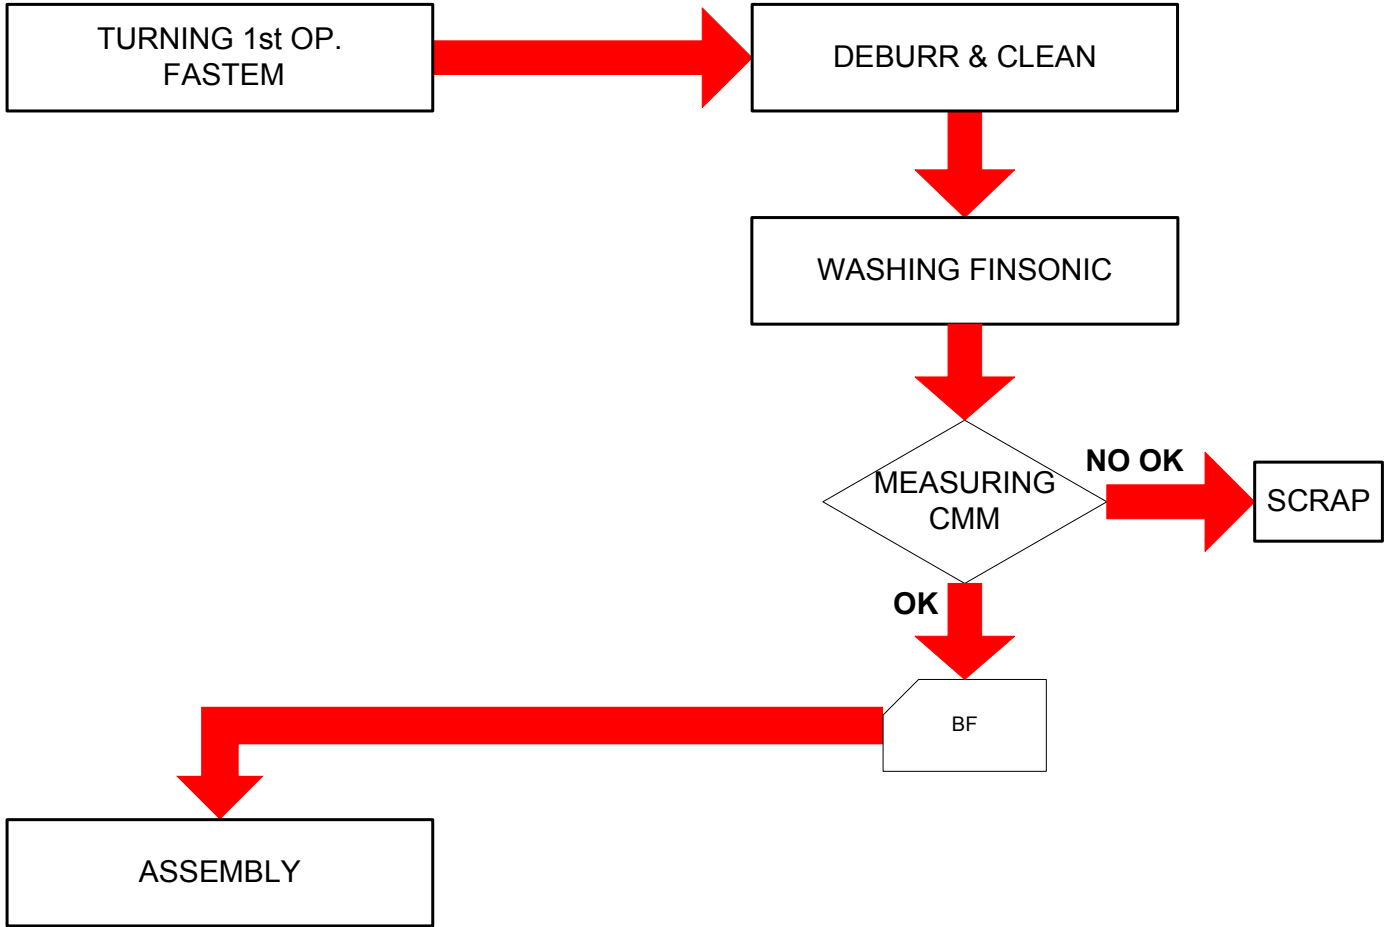 TURNING 1st OP.
FASTEM
DEBURR & CLEAN
WASHING FINSONIC
MEASURING
CMM
NO OK
SCRAP
OK
BF
ASSEMBLY